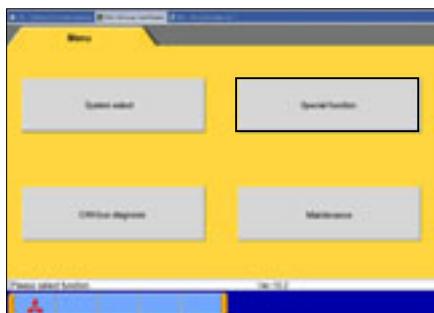 Menu
System select
Special function
CAN bus diagnosis
Maintenance
Please select function.